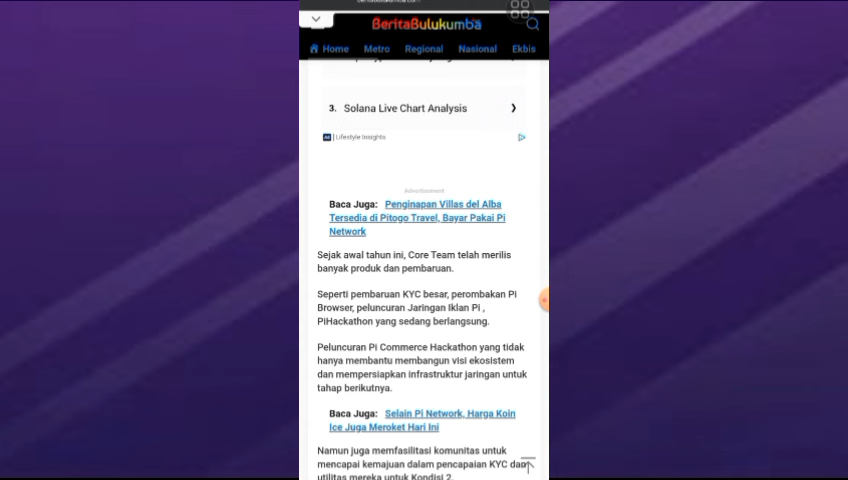 BeritaBulukumba
Home Metro Regional Nasional Ekbis
3. Solana Live Chart Analysis
Ad | Lifestyle Insights
Advertisement
Baca Juga: Penginapan Villas del Alba
Tersedia di Pitogo Travel, Bayar Pakai Pi
Network
Sejak awal tahun ini, Core Team telah merilis
banyak produk dan pembaruan.
Seperti pembaruan KYC besar, perombakan Pi
Browser, peluncuran Jaringan Iklan Pi ,
PiHackathon yang sedang berlangsung.
Peluncuran Pi Commerce Hackathon yang tidak
hanya membantu membangun visi ekosistem
dan mempersiapkan infrastruktur jaringan untuk
tahap berikutnya.
Baca Juga: Selain Pi Network, Harga Koin
Ice Juga Meroket Hari Ini
Namun juga memfasilitasi komunitas untuk
mencapai kemajuan dalam pencapaian KYC dan
utilitas mereka untuk Kondisi 2.